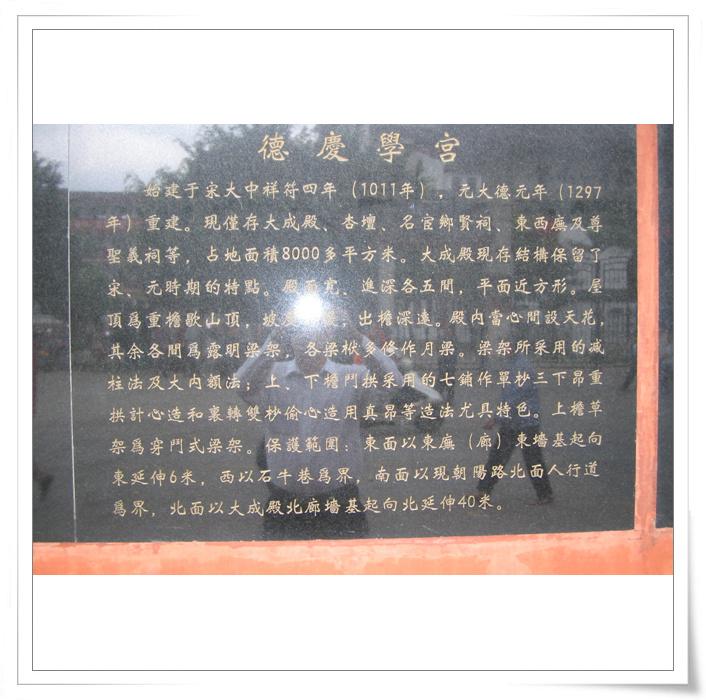 德慶學宮
始建于宋大中祥符四年（1011年），元大德元年（1297
年）重建。現僅存大成殿、杏壇、名宦鄉賢祠、東西廡及尊
聖義祠等，占地面積8000多平方米。大成殿現存結構保留了
宋、元時期的特點。殿面寬、進深各五間，平面近方形。屋
頂爲重檐歇山頂，坡，出檐深遠。殿内當心間設天花，
其余各間爲露明梁架，各梁栿多修作月梁。梁架所采用的减
柱法及大内額法；上、下檐鬥拱采用的七鋪作單杪三下昂重
拱計心造和裏轉雙杪偷心造用真昂等造法尤具特色。上檐草
架爲穿鬥式梁架。保護範圍：東面以東廡（廊）東墻基起向
東延伸6米，西以石牛巷爲界，南面以現朝陽路北面人行道
爲界，北面以大成殿北廊墻基起向北延伸40米。